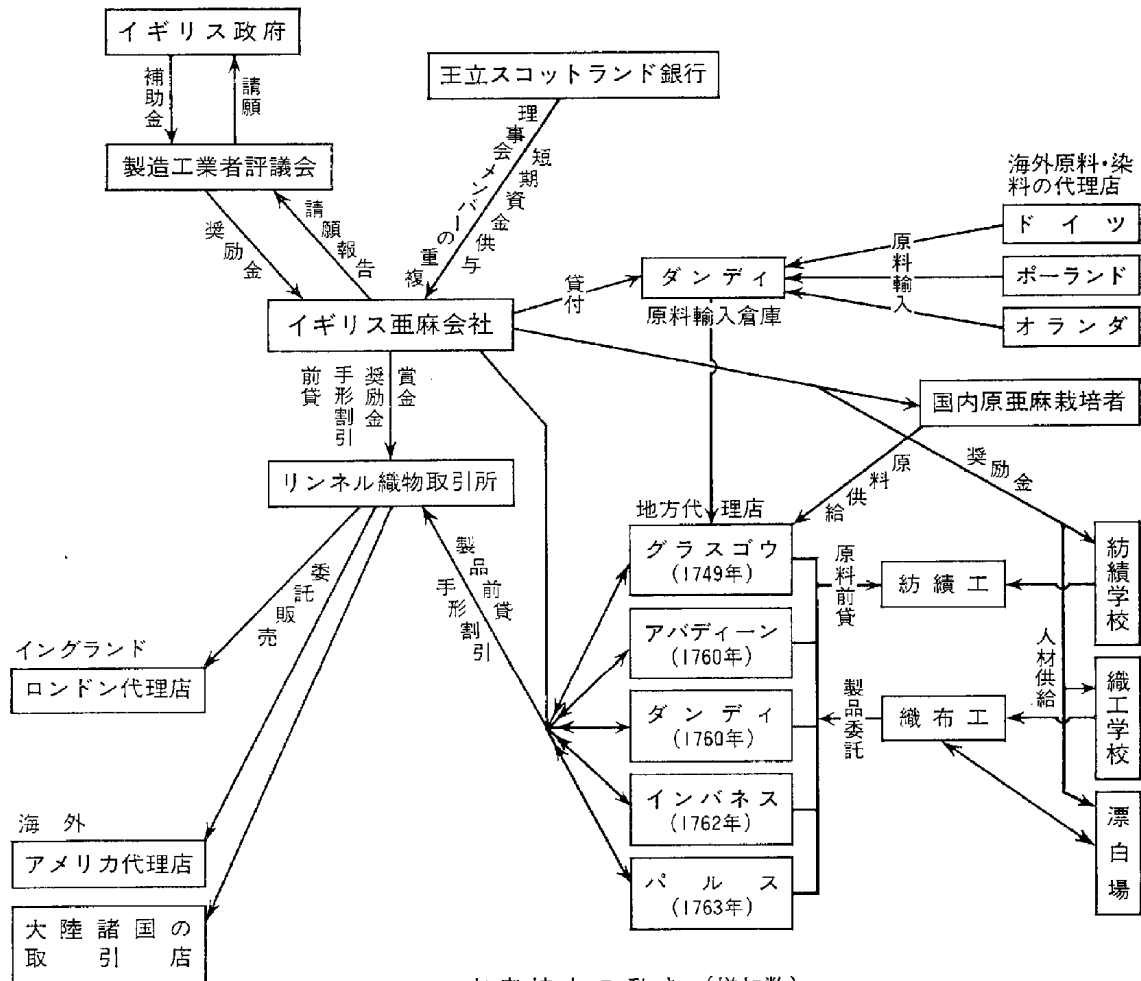 イギリス政府
補助金
請願
王立スコットランド銀行
製造工業者評議会
奨励金
請願報告
理事会メンバーの重複
短期資金供与
海外原料・染
料の代理店
ドイツ
ポーランド
オランダ
原料輸入
イギリス亜麻会社
貸付
ダンディ
原料輸入倉庫
前貸
手形割引
奨励金
賞金
国内原亜麻栽培者
原料供給
奨励金
リンネル織物取引所
委託販売
製品前貸
手形割引
地方代理店
グラスゴウ
(1749年)
アバディーン
(1760年)
ダンディ
(1760年)
インバネス
(1762年)
パルス
(1763年)
原料前貸
製品委託
紡績工
織布工
人材供給
紡績学校
織工学校
漂白場
イングランド
ロンドン代理店
海外
アメリカ代理店
大陸諸国の
取引店